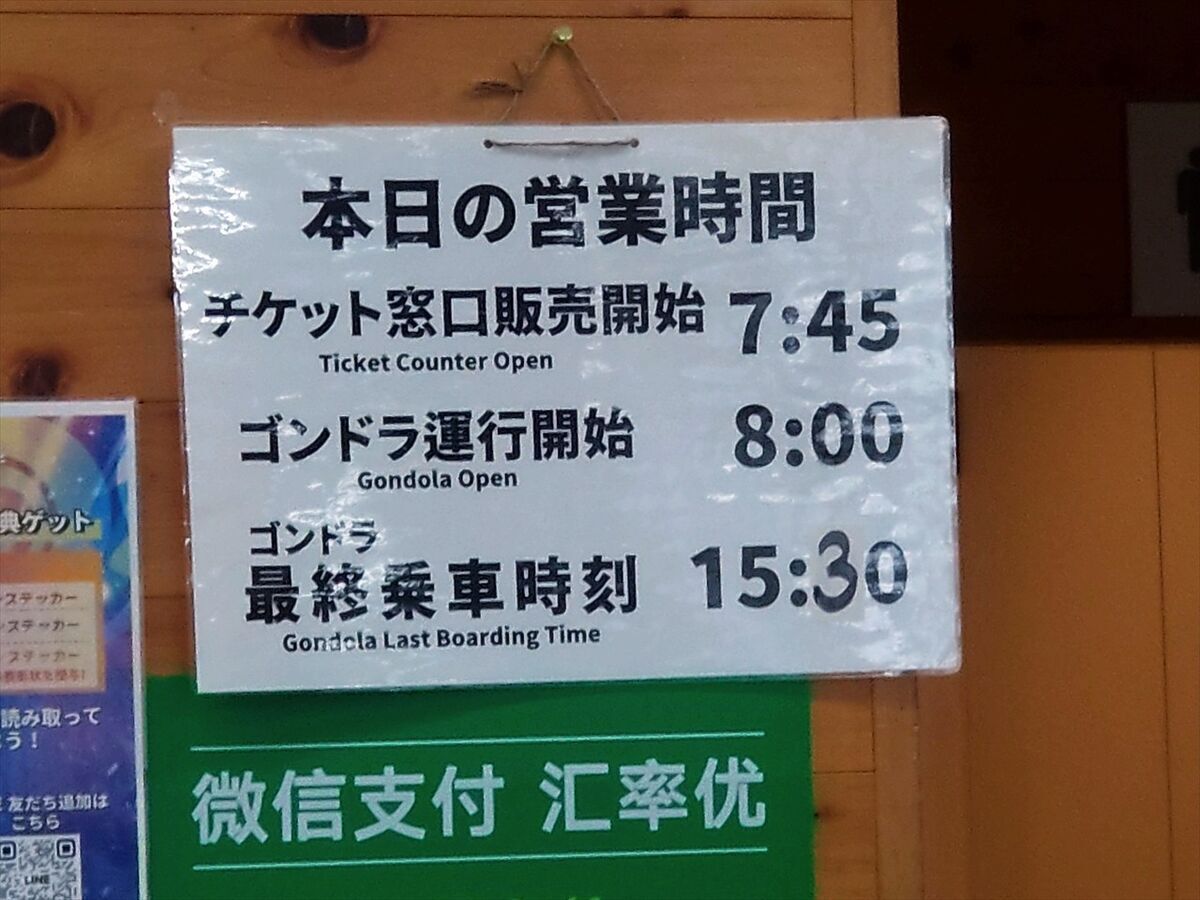 本日の営業時間
チケット窓口販売開始 7:45
Ticket Counter Open
ゴンドラ運行開始 8:00
Gondola Open
ゴンドラ
最終乗車時刻 15:30
Gondola Last Boarding Time
典ゲット
ステッカー
ステッカー
ステッカー
読み取って
う！
友だち追加は
こちら
LINE
微信支付 汇率优